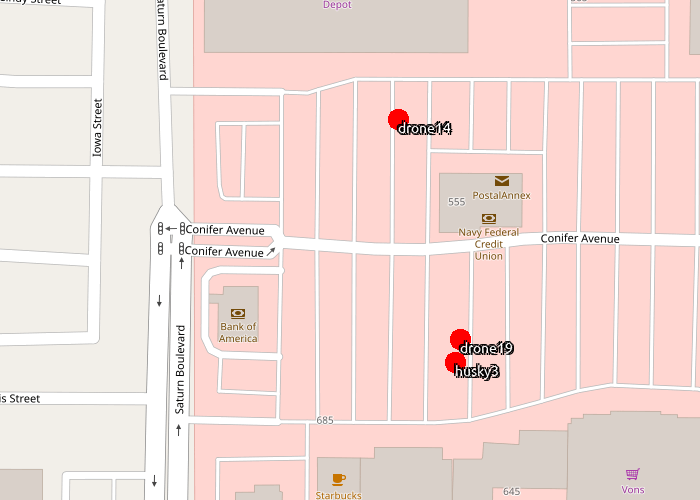 Depot
Saturn Boulevard
Iowa Street
drone14
PostalAnnex
555
Navy Federal
Credit
Union
Conifer Avenue
Conifer Avenue
Conifer Avenue
Bank of
America
Saturn Boulevard
drone19
husky3
is Street
685
Vons
645
Starbucks